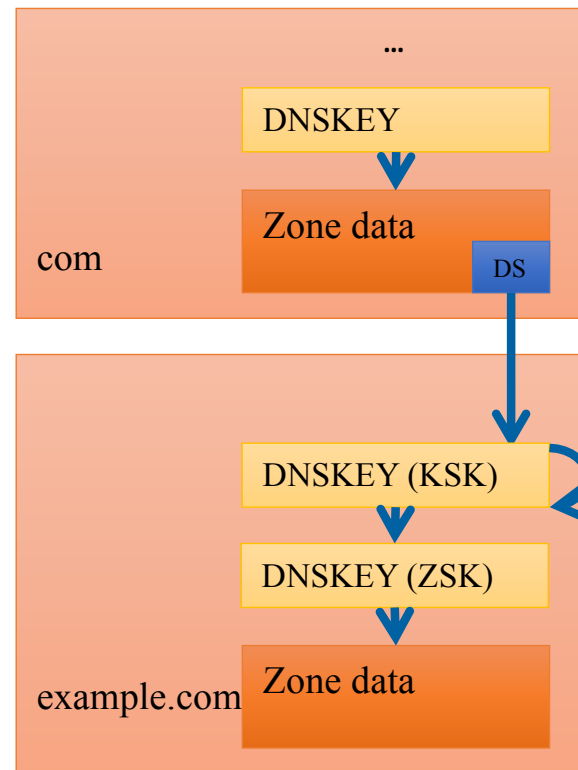 ...
DNSKEY
Zone data
com
DS
DNSKEY (KSK)
DNSKEY (ZSK)
Zone data
example.com